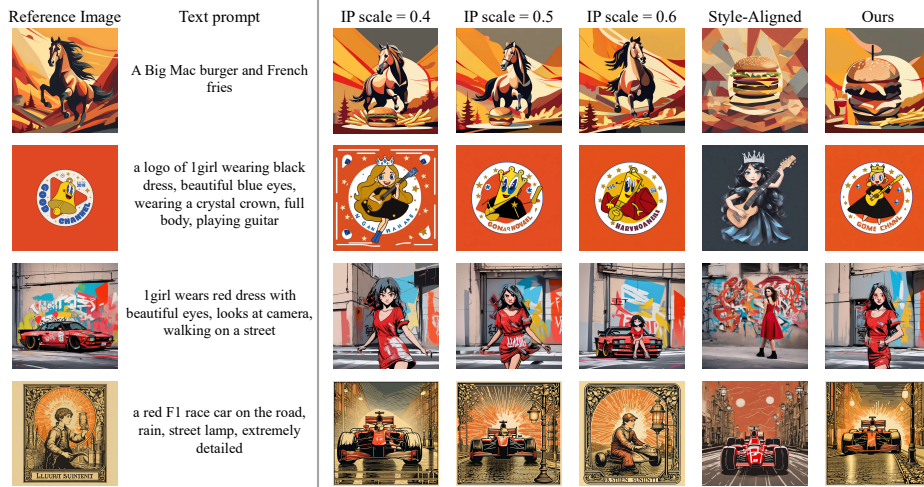 Reference Image
Text prompt
IP scale = 0.4
IP scale = 0.5
IP scale = 0.6
Style-Aligned
Ours
A Big Mac burger and French
fries
a logo of 1girl wearing black
dress, beautiful blue eyes,
wearing a crystal crown, full
body, playing guitar
GOOD
CHANNEL
1girl wears red dress with
beautiful eyes, looks at camera,
walking on a street
a red F1 race car on the road,
rain, street lamp, extremely
detailed